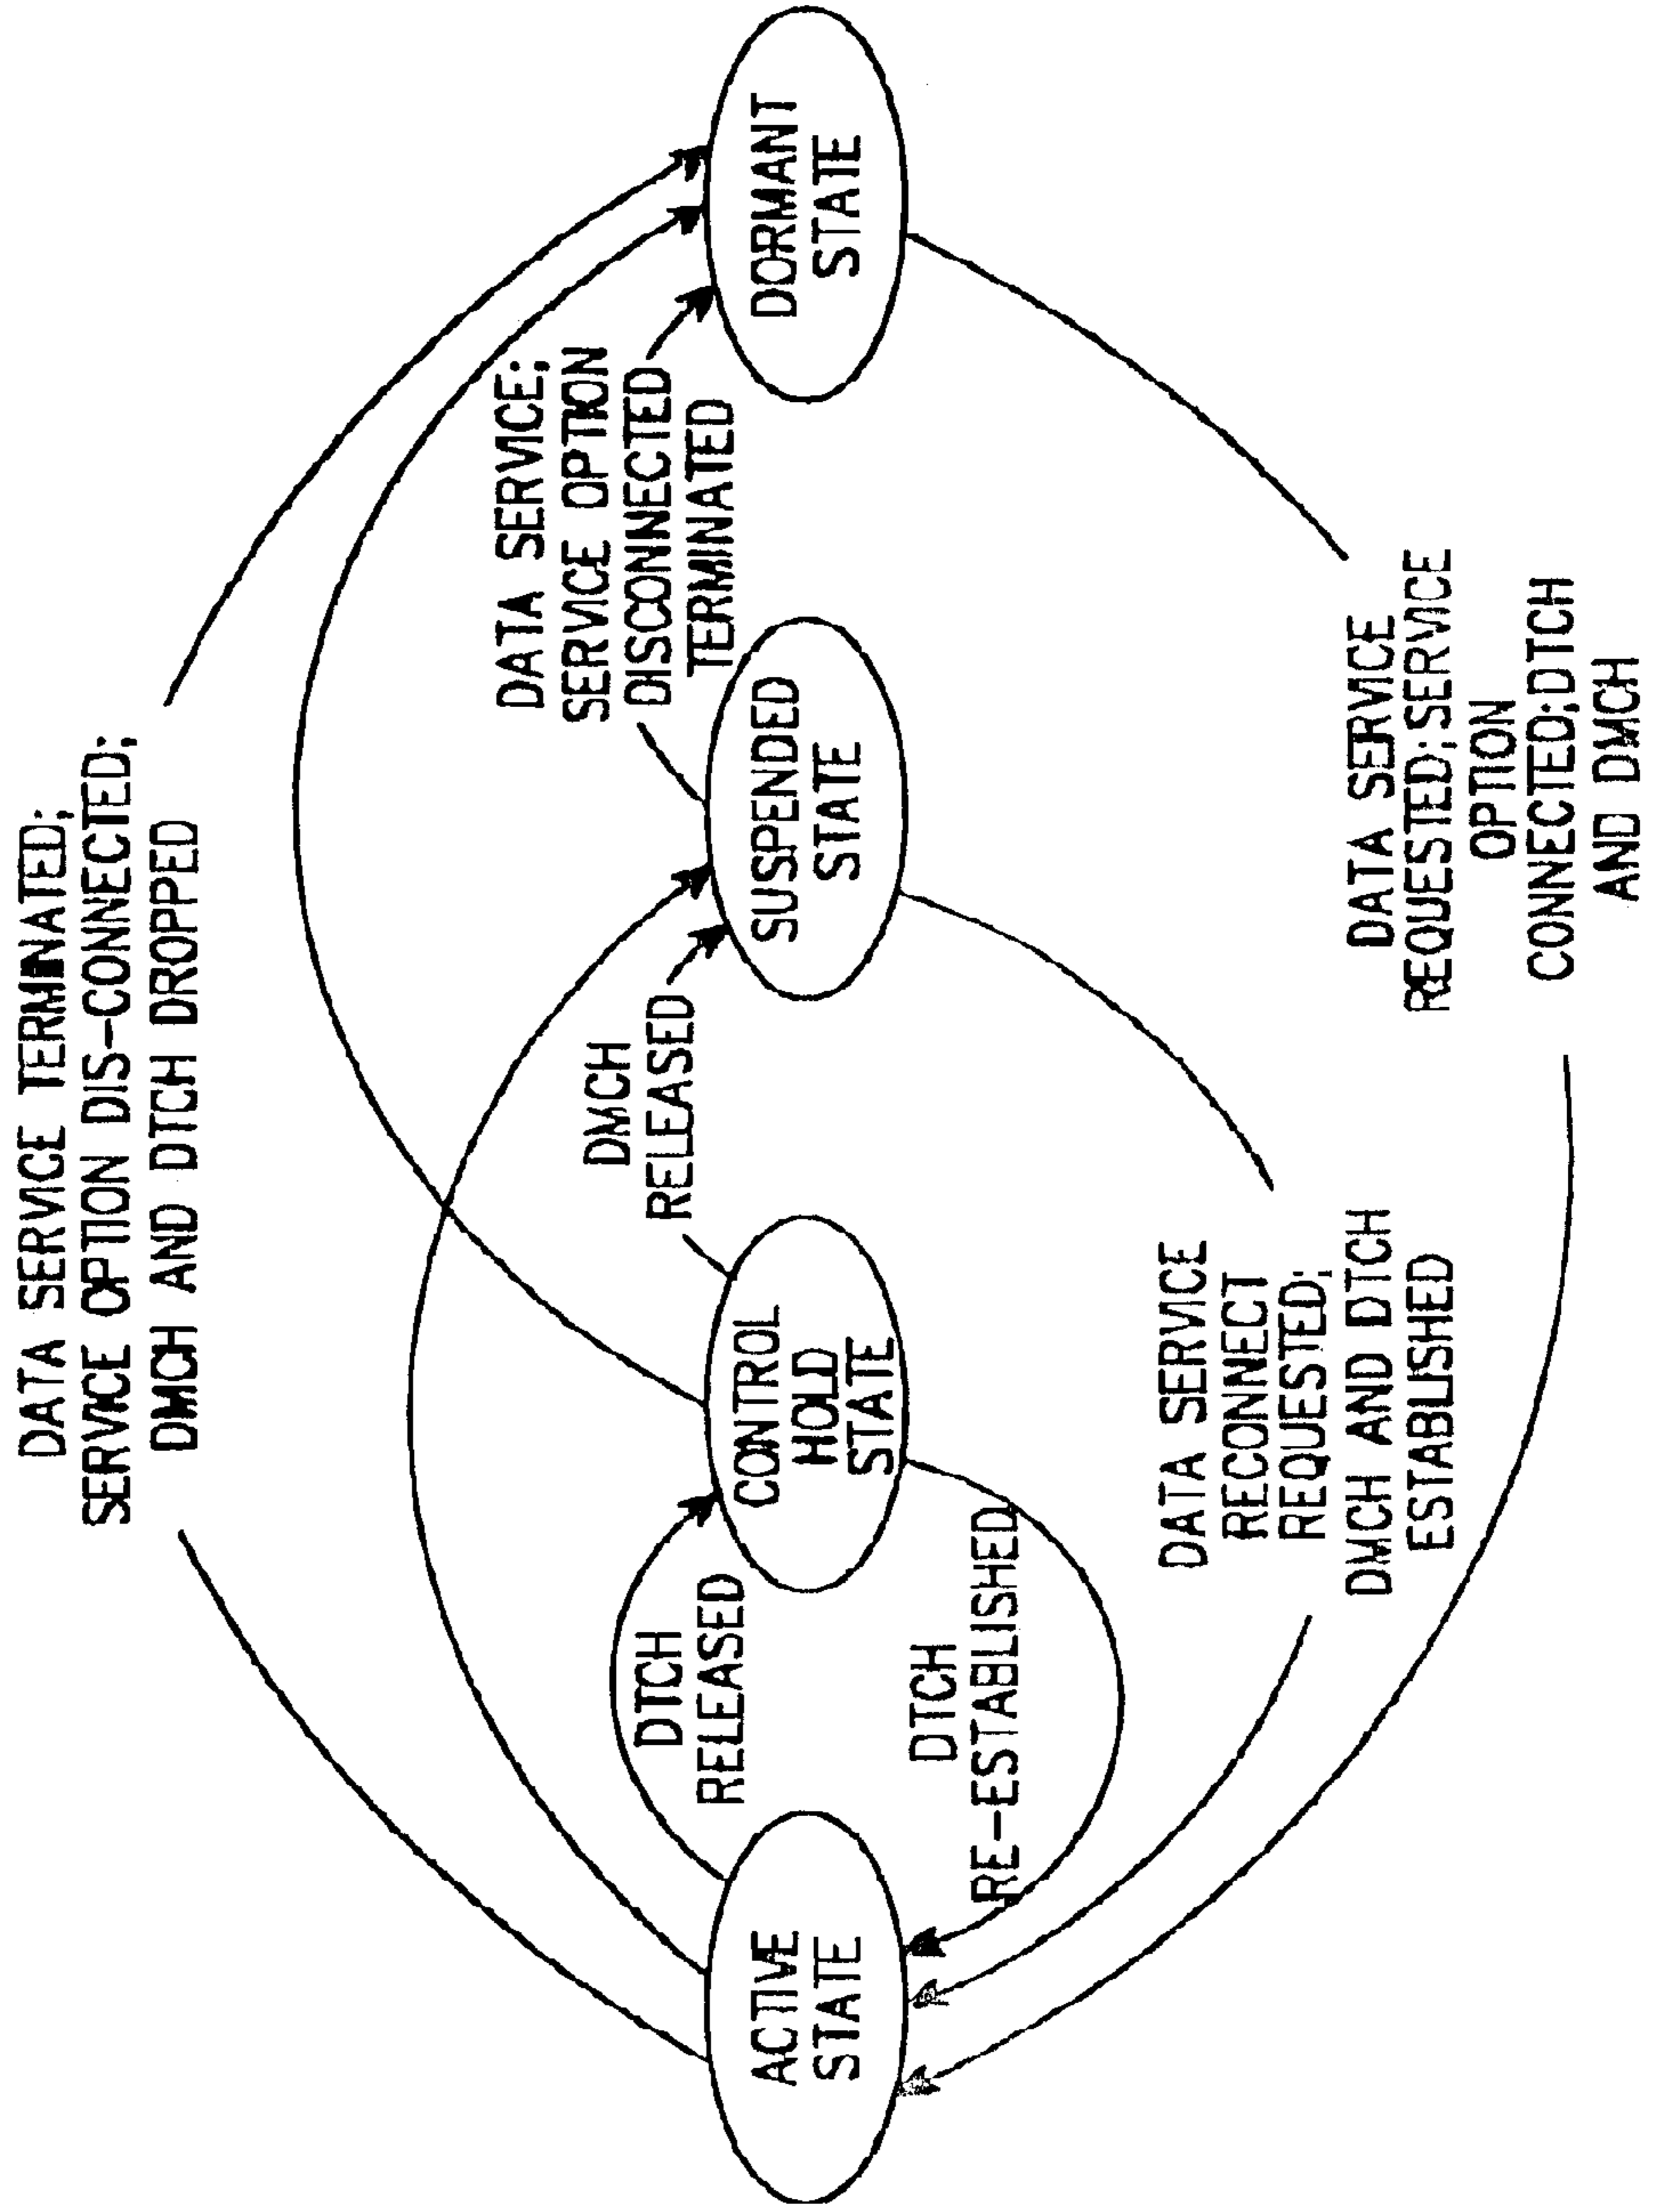 DATA SERVICE TERMINATED;
SERVICE OPTION DIS-CONNECTED;
DMCH AND DTCH DROPPED
DATA SERVICE;
SERVICE OPTION
DISCONNECTED
TERMINATED
DMCH
RELEASED
DTCH
RELEASED
ACTIVE
STATE
CONTROL
HOLD
STATE
SUSPENDED
STATE
DORMANT
STATE
DTCH
RE-ESTABLISHED
DATA SERVICE
RECONNECT
REQUESTED;
DMCH AND DTCH
ESTABLISHED
DATA SERVICE
REQUESTED;SERVICE
OPTION
CONNECTED;DTCH
AND DMCH